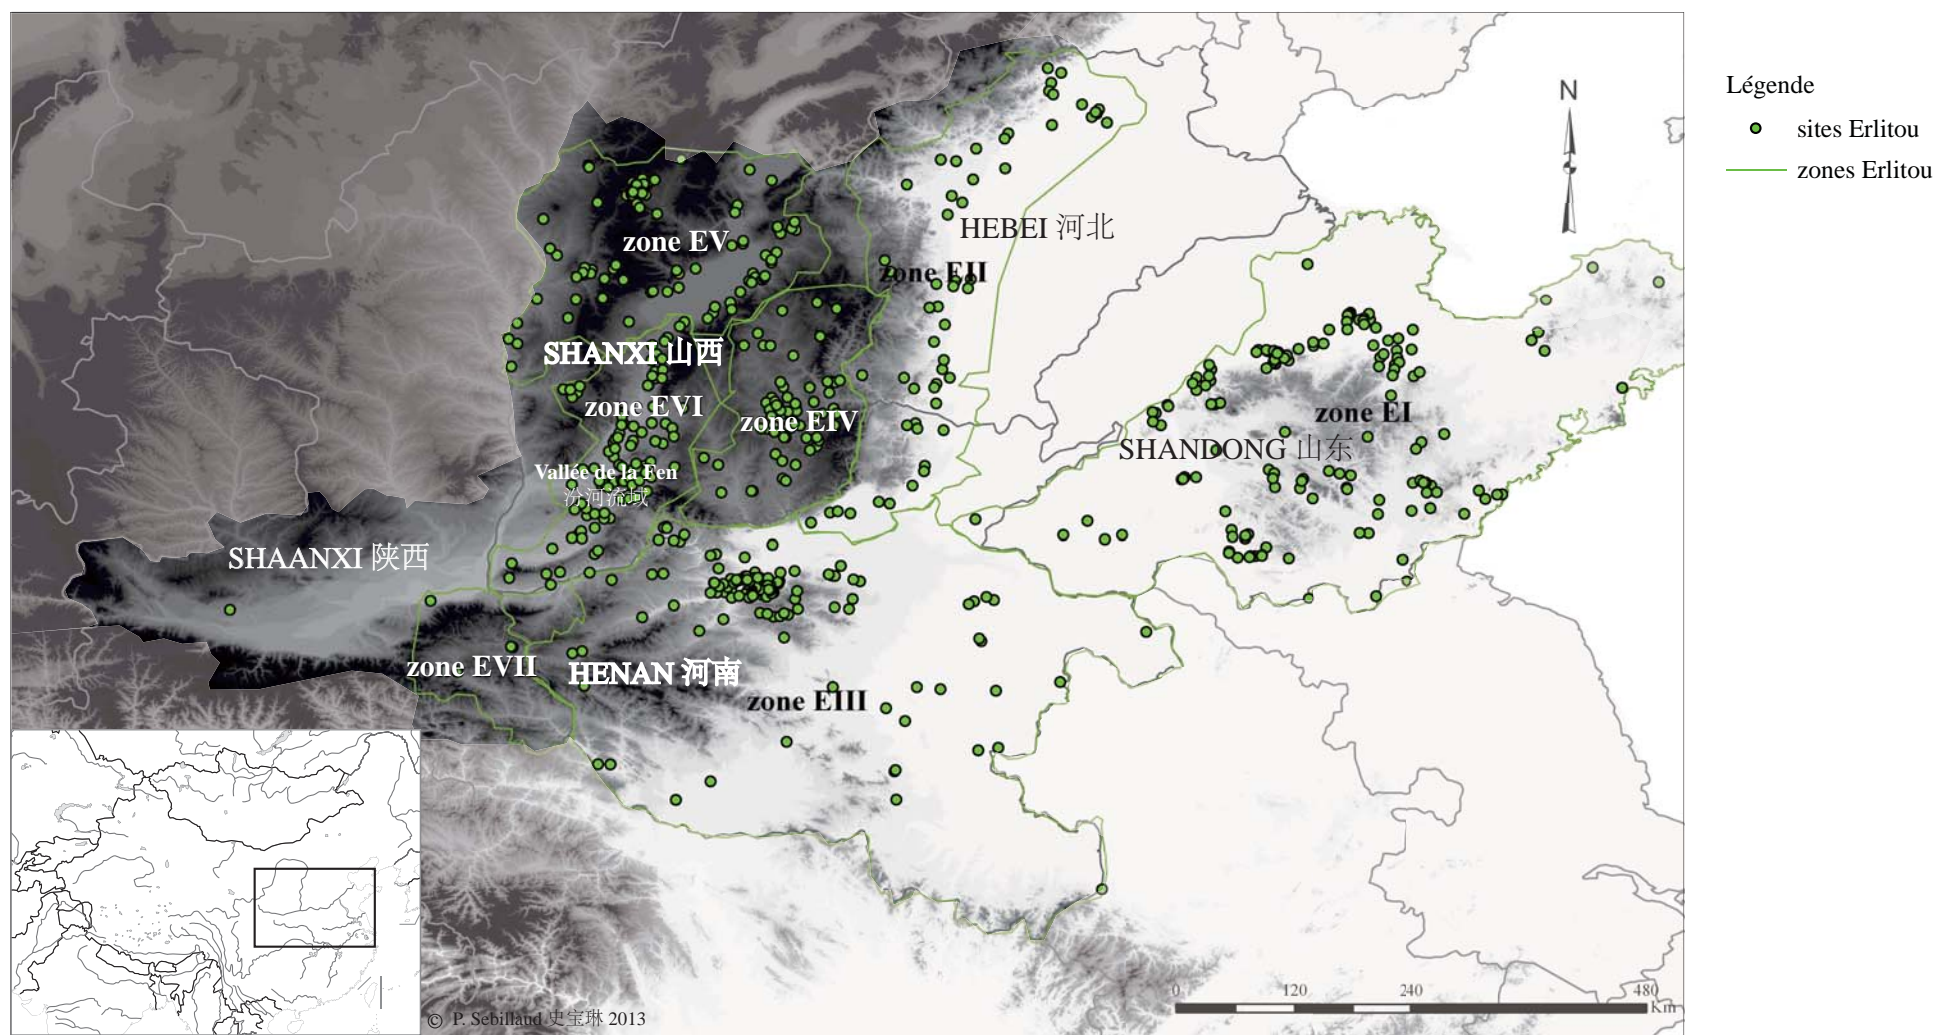 Légende
sites Erlitou
zones Erlitou
N
HEBEI 河北
zone EV
zone EII
SHANXI 山西
zone EVI
zone EIV
zone EI
SHANDONG 山东
Vallée de la Fen
汾河流域
SHAANXI 陕西
zone EVII
HENAN 河南
zone EIII
0 120 240 480
Km
© P. Sebillaud 史宝琳 2013